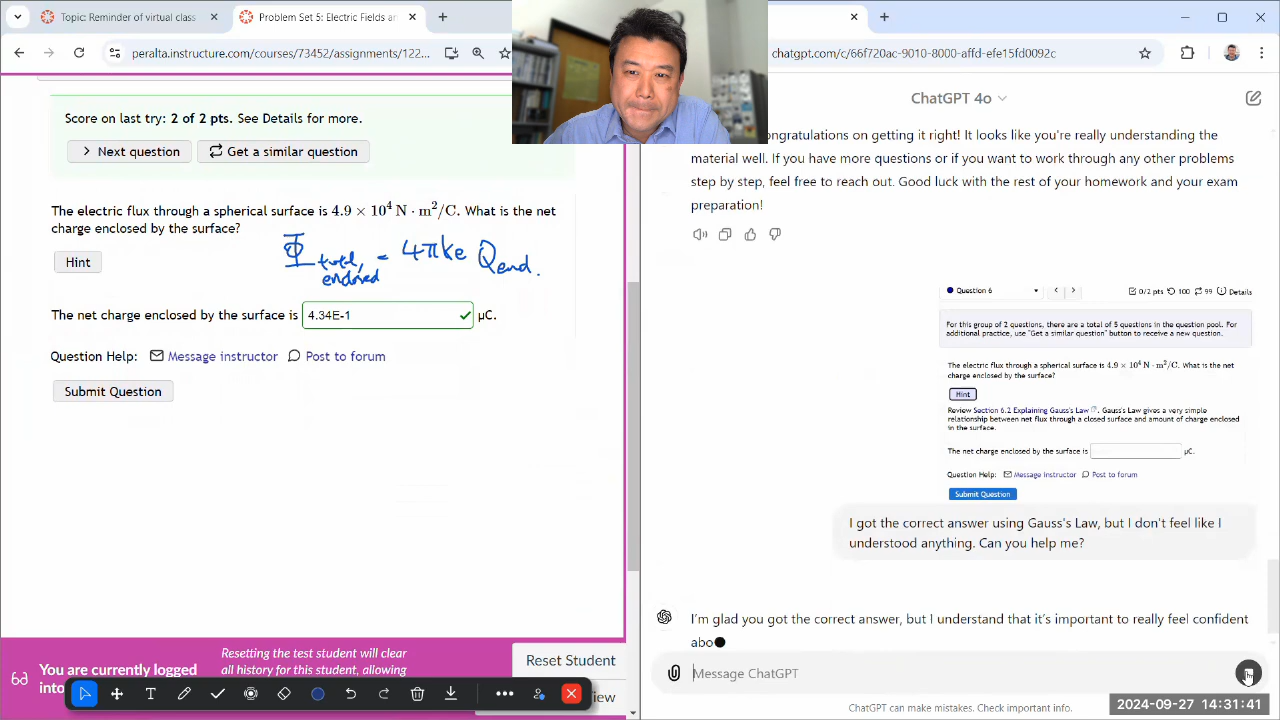 Topic: Reminder of virtual class
Problem Set 5: Electric Fields an
peralta.instructure.com/courses/73452/assignments/122...
chatgpt.com/c/66f720ac-9010-8000-affd-efe15fd0092c
Score on last try: 2 of 2 pts. See Details for more.
Next question
Get a similar question
The electric flux through a spherical surface is 4.9 × 10⁴ N · m²/C. What is the net
charge enclosed by the surface?
Φ total, enclosed = 4πke Qencl.
Hint
The net charge enclosed by the surface is 4.34E-1 μC.
Question Help: Message instructor Post to forum
Submit Question
You are currently logged
into
Resetting the test student will clear
all history for this student, allowing
Reset Student
view
ChatGPT 4o
ongratulations on getting it right! It looks like you're really understanding the
material well. If you have more questions or if you want to work through any other problems
step by step, feel free to reach out. Good luck with the rest of your homework and your exam
preparation!
Question 6
0/2 pts 100 99 Details
For this group of 2 questions, there are a total of 5 questions in the question pool. For
additional practice, use "Get a similar question" button to receive a new question.
The electric flux through a spherical surface is 4.9 × 10⁴ N · m²/C. What is the net
charge enclosed by the surface?
Hint
Review Section 6.2 Explaining Gauss's Law. Gauss's Law gives a very simple
relationship between net flux through a closed surface and amount of charge enclosed
in the surface.
The net charge enclosed by the surface is μC.
Question Help: Message instructor Post to forum
Submit Question
I got the correct answer using Gauss's Law, but I don't feel like I
understood anything. Can you help me?
I'm glad you got the correct answer, but I understand that it's important to really feel confident
abo
Message ChatGPT
ChatGPT can make mistakes. Check important info.
2024-09-27 14:31:41